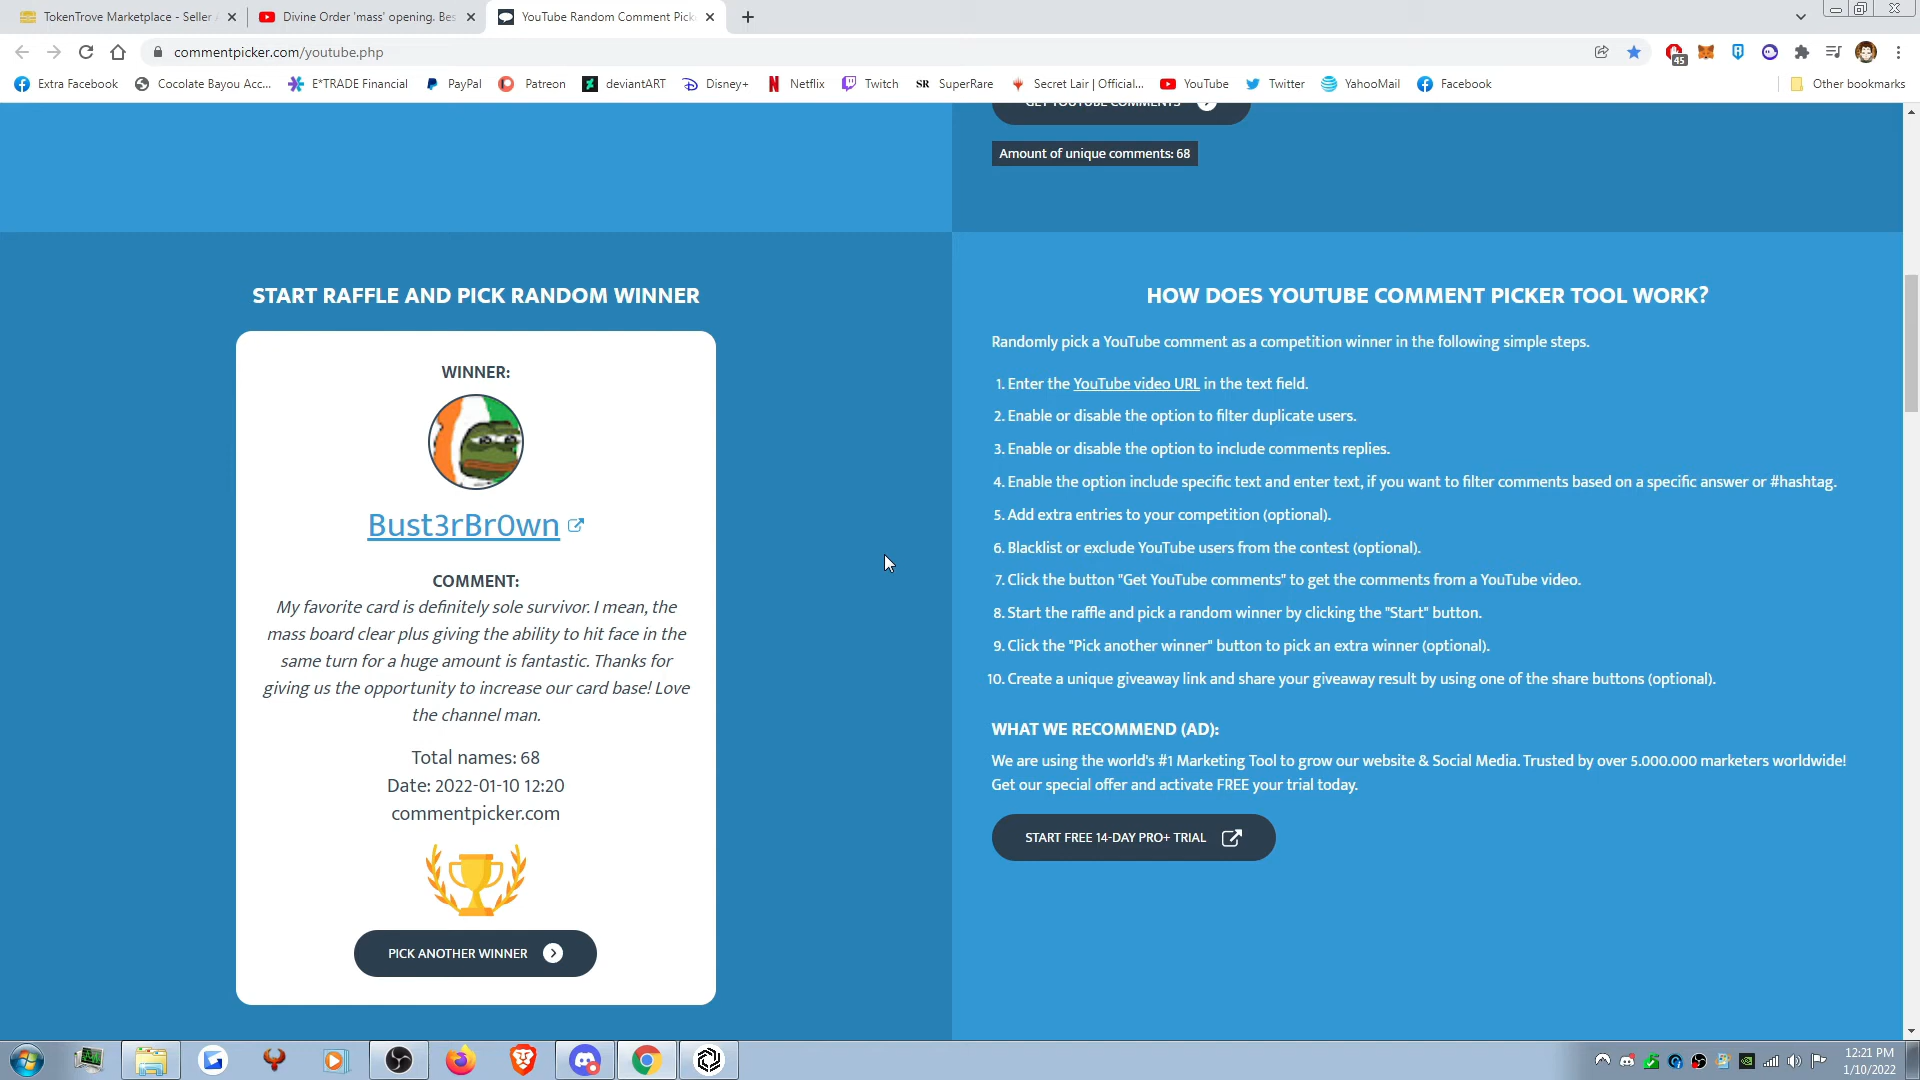 TokenTrove Marketplace - Seller
Divine Order 'mass' opening. Bes
YouTube Random Comment Pick
commentpicker.com/youtube.php
45
Extra Facebook
Cocolate Bayou Acc...
E*TRADE Financial
PayPal
Patreon
deviantART
Disney+
Netflix
Twitch
SR SuperRare
Secret Lair | Official...
YouTube
Twitter
YahooMail
Facebook
Other bookmarks
GET YOUTUBE COMMENTS
Amount of unique comments: 68
START RAFFLE AND PICK RANDOM WINNER
WINNER:
Bust3rBr0wn
COMMENT:
My favorite card is definitely sole survivor. I mean, the
mass board clear plus giving the ability to hit face in the
same turn for a huge amount is fantastic. Thanks for
giving us the opportunity to increase our card base! Love
the channel man.
Total names: 68
Date: 2022-01-10 12:20
commentpicker.com
PICK ANOTHER WINNER
HOW DOES YOUTUBE COMMENT PICKER TOOL WORK?
Randomly pick a YouTube comment as a competition winner in the following simple steps.
1. Enter the YouTube video URL in the text field.
2. Enable or disable the option to filter duplicate users.
3. Enable or disable the option to include comments replies.
4. Enable the option include specific text and enter text, if you want to filter comments based on a specific answer or #hashtag.
5. Add extra entries to your competition (optional).
6. Blacklist or exclude YouTube users from the contest (optional).
7. Click the button "Get YouTube comments" to get the comments from a YouTube video.
8. Start the raffle and pick a random winner by clicking the "Start" button.
9. Click the "Pick another winner" button to pick an extra winner (optional).
10. Create a unique giveaway link and share your giveaway result by using one of the share buttons (optional).
WHAT WE RECOMMEND (AD):
We are using the world's #1 Marketing Tool to grow our website & Social Media. Trusted by over 5.000.000 marketers worldwide!
Get our special offer and activate FREE your trial today.
START FREE 14-DAY PRO+ TRIAL
12:21 PM
1/10/2022